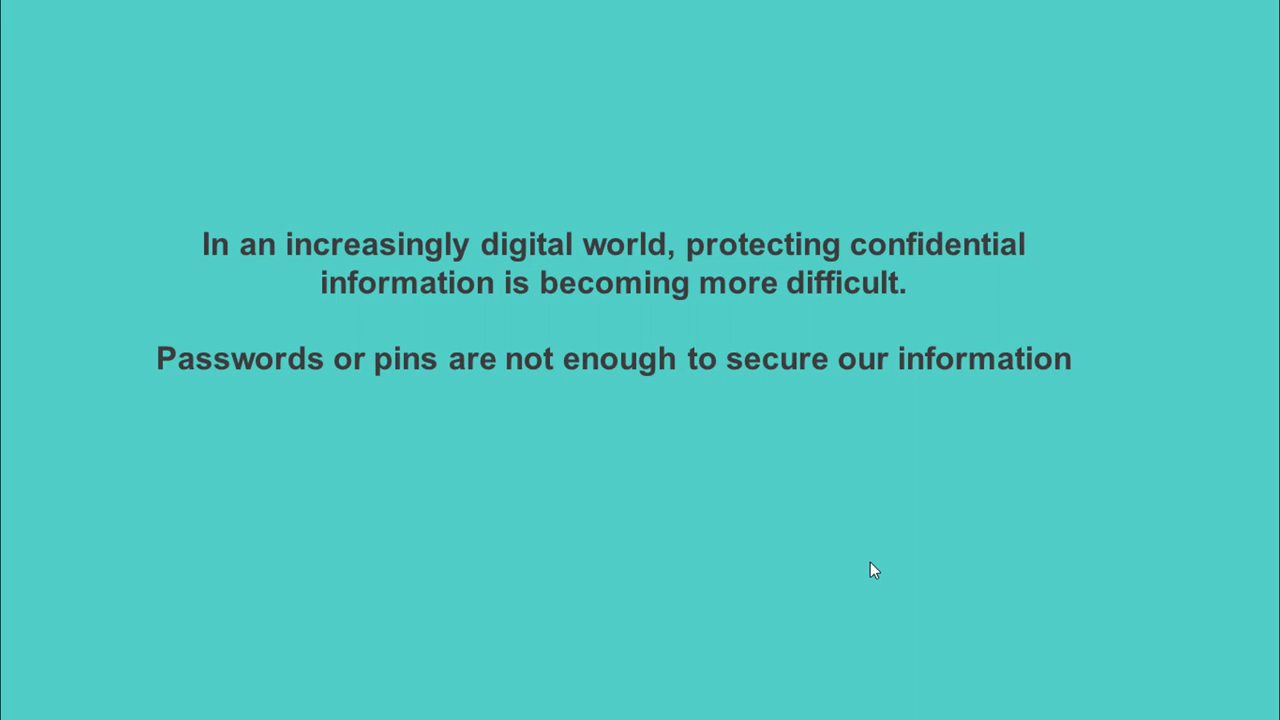 In an increasingly digital world, protecting confidential
information is becoming more difficult.
Passwords or pins are not enough to secure our information